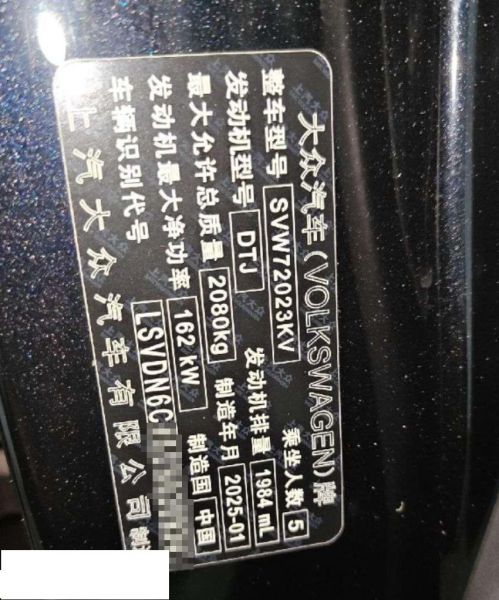 大众汽车(VOLKSWAGEN)牌
整车型号 SVW72023KV 乘坐人数 5
发动机型号 DTJ 发动机排量 1984 mL
最大允许总质量 2080kg 制造年月 2025-01
发动机最大净功率 162 kW 制造国 中国
车辆识别代号 LSVDN6C
上汽大众汽车有限公司制